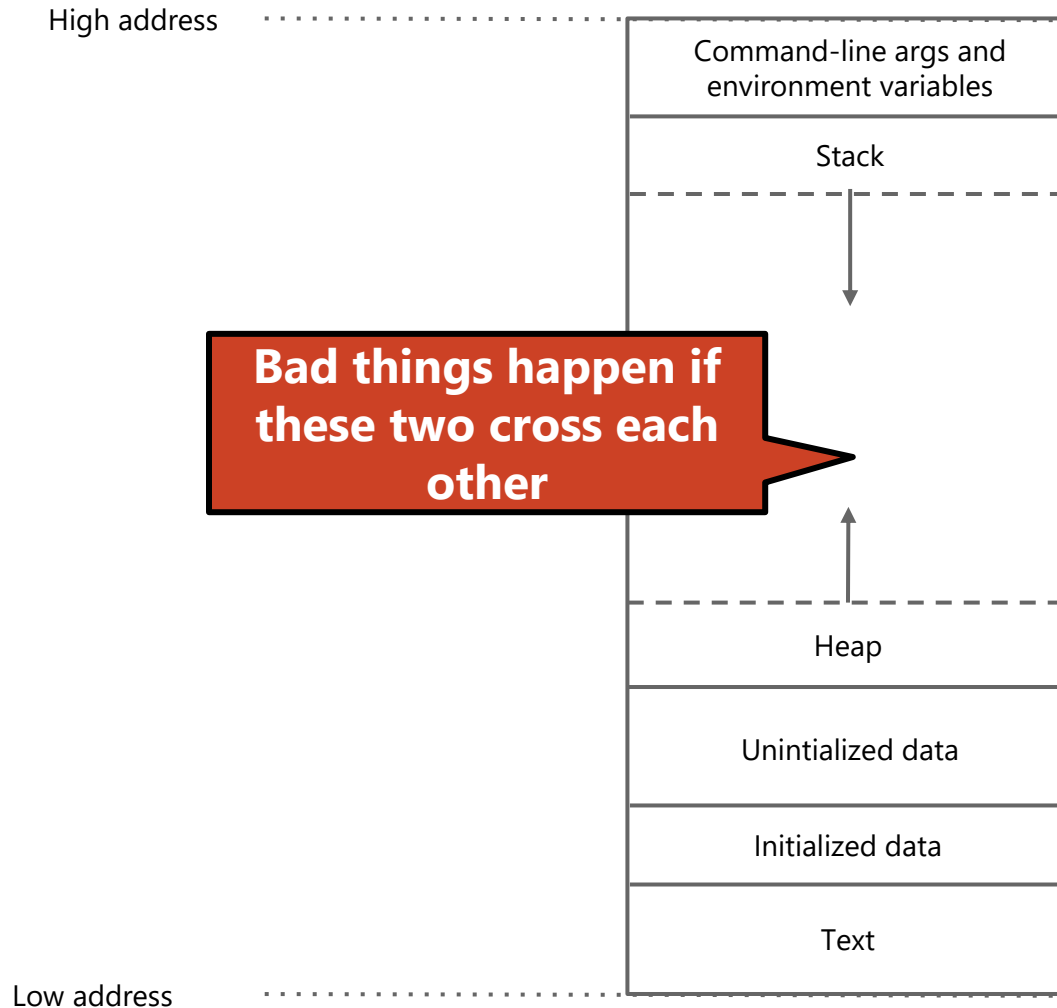 High address
Command-line args and
environment variables
Stack
Bad things happen if
these two cross each
other
Heap
Unintialized data
Initialized data
Text
Low address